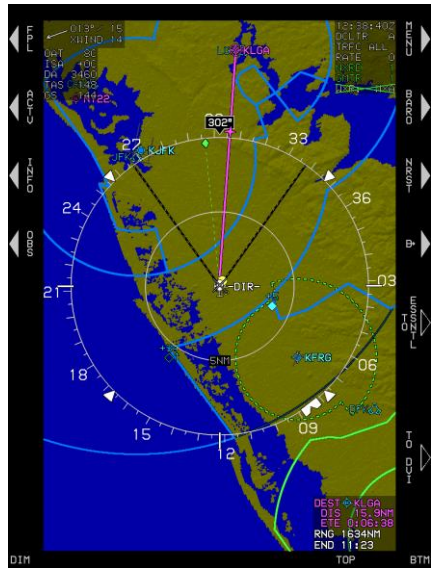 FPL
ACTV
INFO
OBS
MENU
BARO
NRST
ESSNTL
TO
TO DVI
013° / 15
XWIND 14
OAT 8C
ISA +0C
DA 3460
TAS 148
GS 144
12:38:40Z
DCLTR A
TRFC ALL
RATE 0
KLGA
302°
27
33
KJFK
24
36
21
-DIR-
03
5NM
KFRG
18
06
09
15
12
DEST KLGA
DIS 15.9NM
ETE 0:06:38
RNG 1634NM
END 11:23
DIM
TOP
BTM